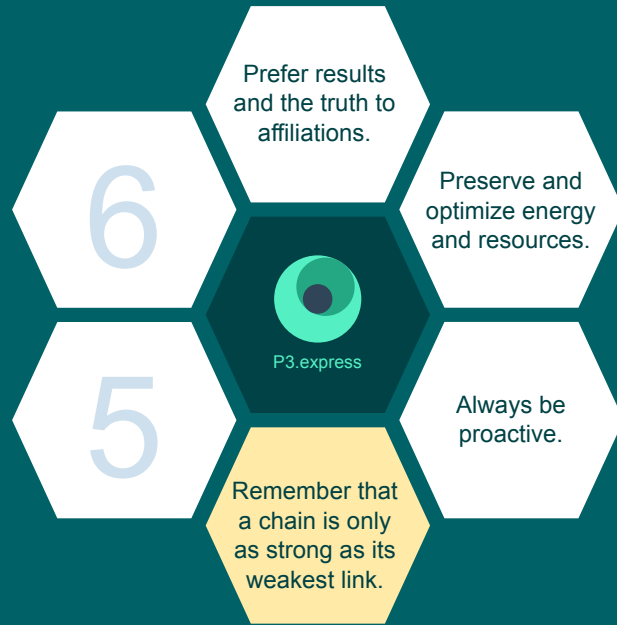 Prefer results
and the truth to
affiliations.
Preserve and
optimize energy
and resources.
Always be
proactive.
Remember that
a chain is only
as strong as its
weakest link.
5
6
P3.express